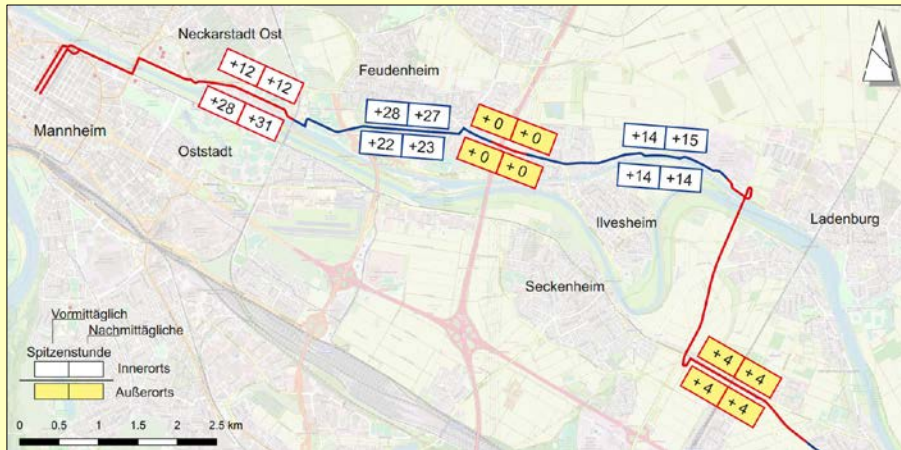 Neckarstadt Ost
+12 +12
Feudenheim
+28 +31
+28 +27
+22 +23
Mannheim
Oststadt
+ 0 + 0
+ 0 + 0
+14 +15
+14 +14
Ilvesheim
Ladenburg
Seckenheim
+ 4 + 4
+ 4 + 4
Vormittäglich
Nachmittägliche
Spitzenstunde
Innerorts
Außerorts
0 0.5 1 1.5 2 2.5 km